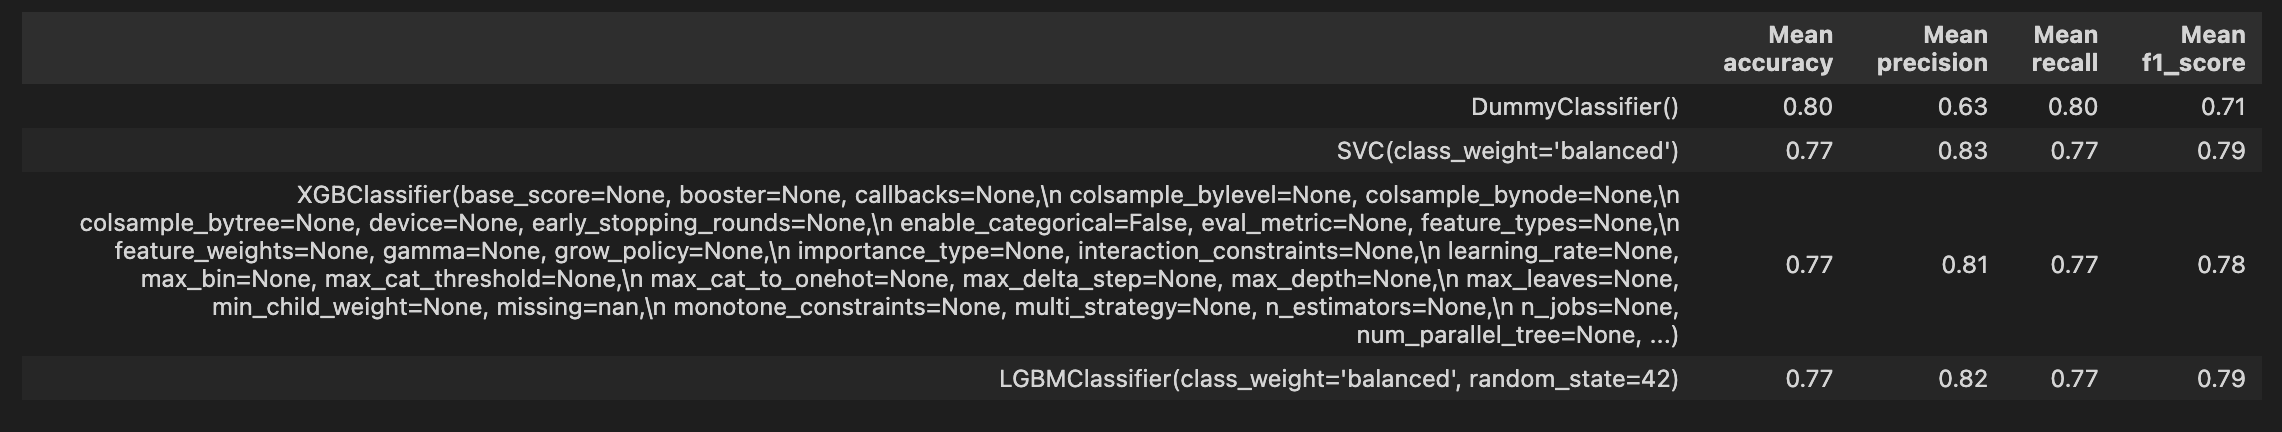 Mean accuracy Mean precision Mean recall Mean f1_score
DummyClassifier() 0.80 0.63 0.80 0.71
SVC(class_weight='balanced') 0.77 0.83 0.77 0.79
XGBClassifier(base_score=None, booster=None, callbacks=None,\n colsample_bylevel=None, colsample_bynode=None,\n
colsample_bytree=None, device=None, early_stopping_rounds=None,\n enable_categorical=False, eval_metric=None, feature_types=None,\n
feature_weights=None, gamma=None, grow_policy=None,\n importance_type=None, interaction_constraints=None,\n learning_rate=None,
max_bin=None, max_cat_threshold=None,\n max_cat_to_onehot=None, max_delta_step=None, max_depth=None,\n max_leaves=None,
min_child_weight=None, missing=nan,\n monotone_constraints=None, multi_strategy=None, n_estimators=None,\n n_jobs=None,
num_parallel_tree=None, ...)
0.77 0.81 0.77 0.78
LGBMClassifier(class_weight='balanced', random_state=42) 0.77 0.82 0.77 0.79